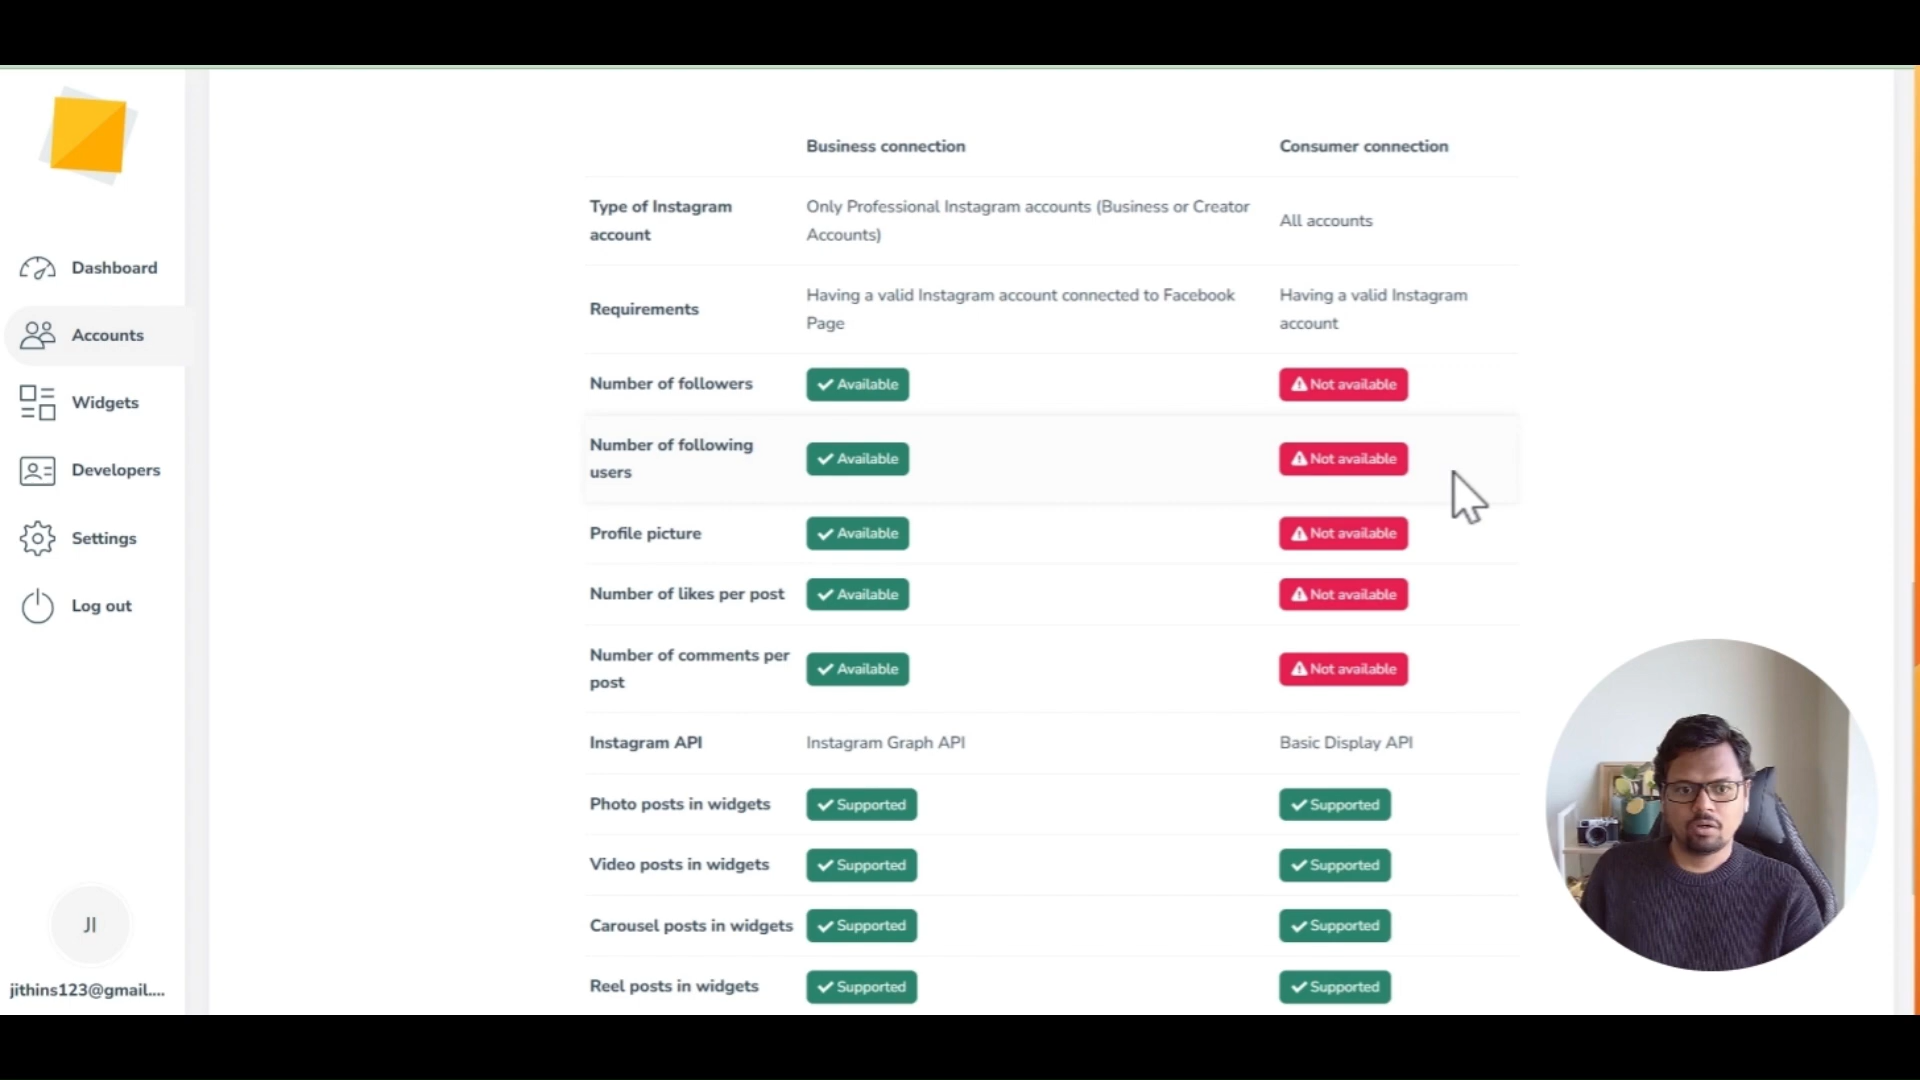 Business connection
Consumer connection
Type of Instagram
account
Only Professional Instagram accounts (Business or Creator
Accounts)
All accounts
Requirements
Having a valid Instagram account connected to Facebook
Page
Having a valid Instagram
account
Number of followers
Available
Not available
Number of following
users
Available
Not available
Profile picture
Available
Not available
Number of likes per post
Available
Not available
Number of comments per
post
Available
Not available
Instagram API
Instagram Graph API
Basic Display API
Photo posts in widgets
Supported
Supported
Video posts in widgets
Supported
Supported
Carousel posts in widgets
Supported
Supported
Reel posts in widgets
Supported
Supported
Dashboard
Accounts
Widgets
Developers
Settings
Log out
JI
jithins123@gmail....